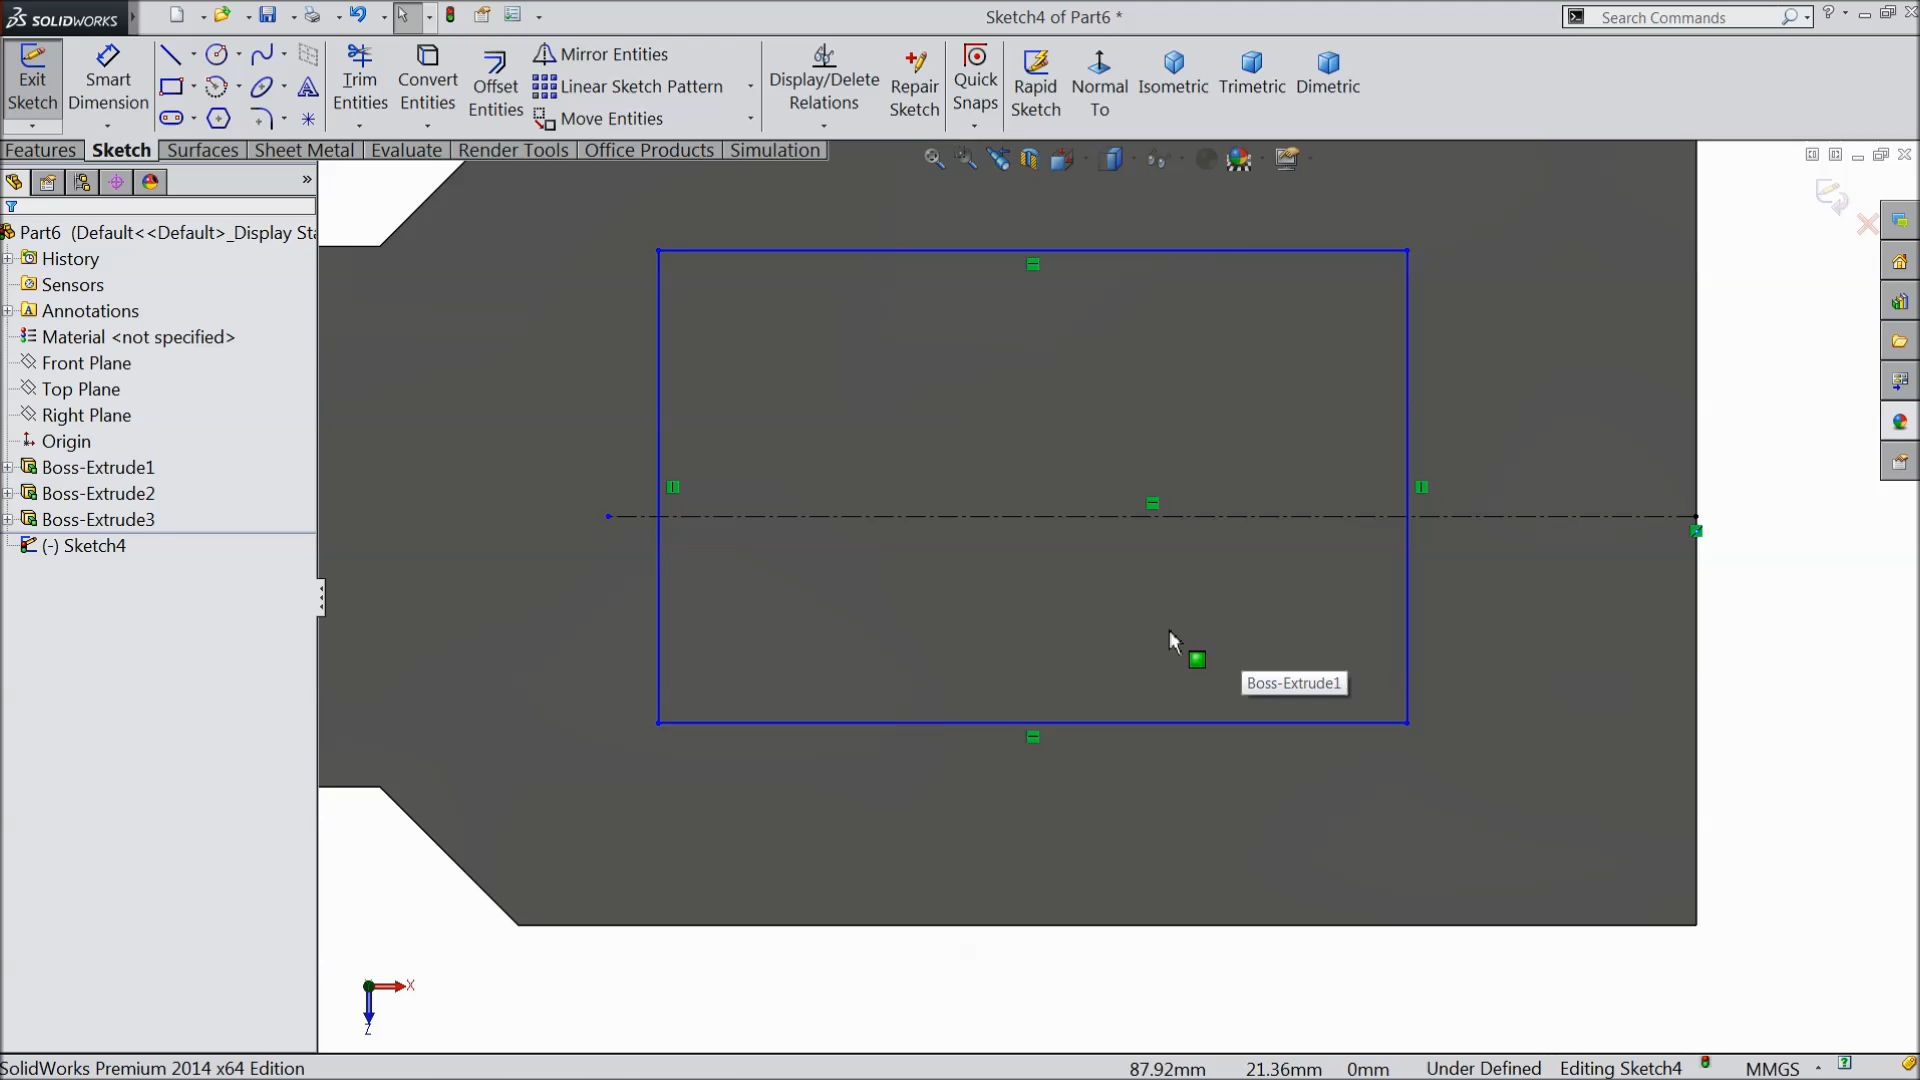 SOLIDWORKS
Sketch4 of Part6 *
Search Commands
Exit Sketch
Smart Dimension
Trim Entities
Convert Entities
Offset Entities
Mirror Entities
Linear Sketch Pattern
Move Entities
Display/Delete Relations
Repair Sketch
Quick Snaps
Rapid Sketch
Normal To
Isometric
Trimetric
Dimetric
Features
Sketch
Surfaces
Sheet Metal
Evaluate
Render Tools
Office Products
Simulation
Part6 (Default<<Default>_Display Sta
History
Sensors
Annotations
Material <not specified>
Front Plane
Top Plane
Right Plane
Origin
Boss-Extrude1
Boss-Extrude2
Boss-Extrude3
(-) Sketch4
Boss-Extrude1
X
Z
SolidWorks Premium 2014 x64 Edition
87.92mm
21.36mm
0mm
Under Defined
Editing Sketch4
MMGS